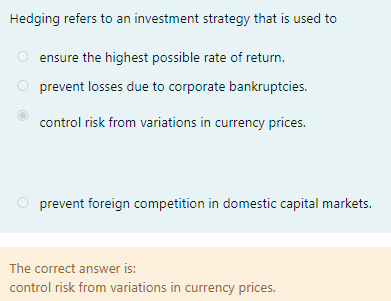 Hedging refers to an investment strategy that is used to
ensure the highest possible rate of return.
prevent losses due to corporate bankruptcies.
control risk from variations in currency prices.
prevent foreign competition in domestic capital markets.
The correct answer is:
control risk from variations in currency prices.